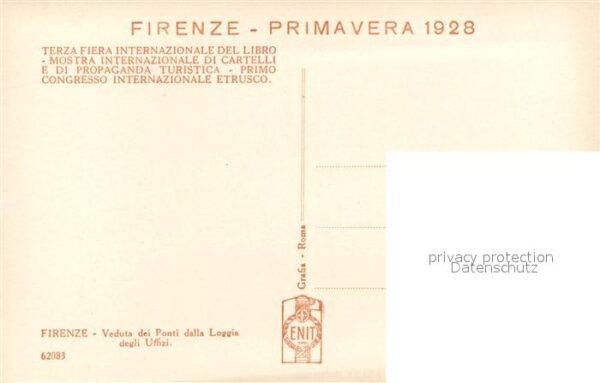 FIRENZE - PRIMAVERA 1928
TERZA FIERA INTERNAZIONALE DEL LIBRO
- MOSTRA INTERNAZIONALE DI CARTELLI
E DI PROPAGANDA TURISTICA - PRIMO
CONGRESSO INTERNAZIONALE ETRUSCO.
Grafia - Roma
privacy protection
Datenschutz
ENIT
FIRENZE - Veduta dei Ponti dalla Loggia
degli Uffizi.
62083